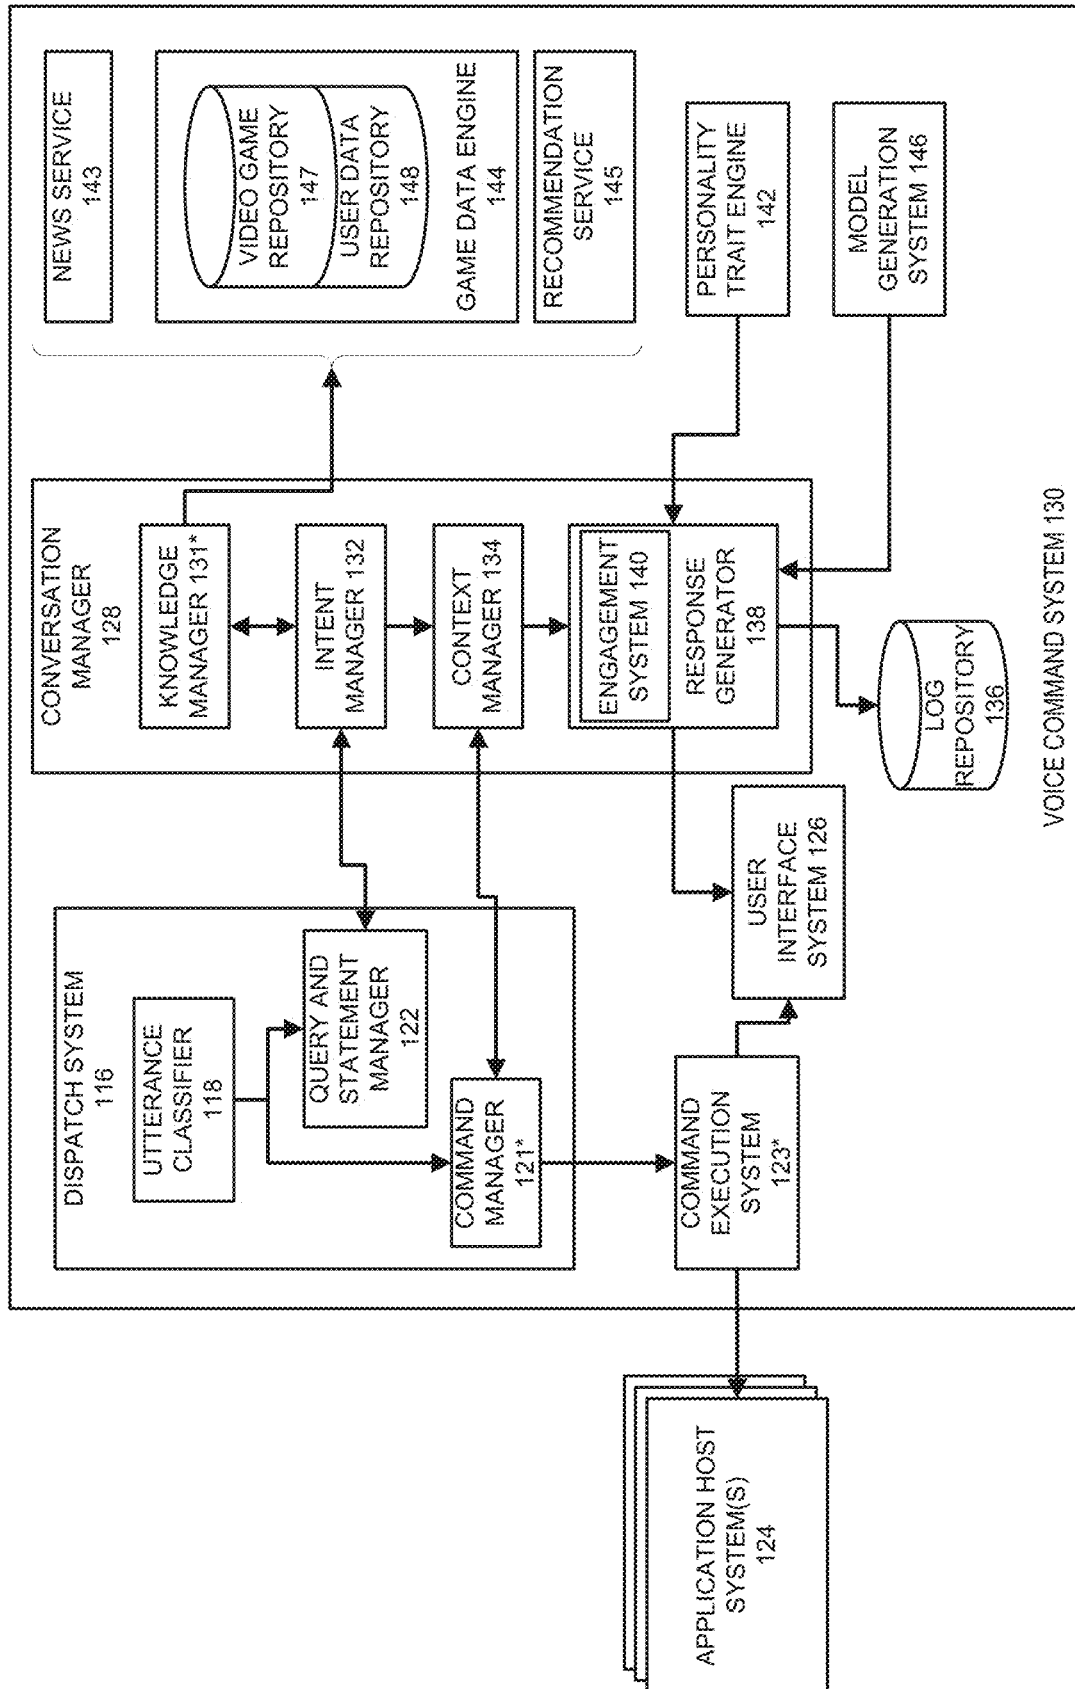 DISPATCH SYSTEM
116
UTTERANCE
CLASSIFIER
118
QUERY AND
STATEMENT
MANAGER
122
COMMAND
MANAGER
121*
CONVERSATION
MANAGER
128
KNOWLEDGE
MANAGER 131*
INTENT
MANAGER 132
CONTEXT
MANAGER 134
ENGAGEMENT
SYSTEM 140
RESPONSE
GENERATOR
138
NEWS SERVICE
143
VIDEO GAME
REPOSITORY
147
USER DATA
REPOSITORY
148
GAME DATA ENGINE
144
RECOMMENDATION
SERVICE
145
PERSONALITY
TRAIT ENGINE
142
MODEL
GENERATION
SYSTEM 146
APPLICATION HOST
SYSTEM(S)
124
COMMAND
EXECUTION
SYSTEM
123*
USER
INTERFACE
SYSTEM 126
LOG
REPOSITORY
136
VOICE COMMAND SYSTEM 130